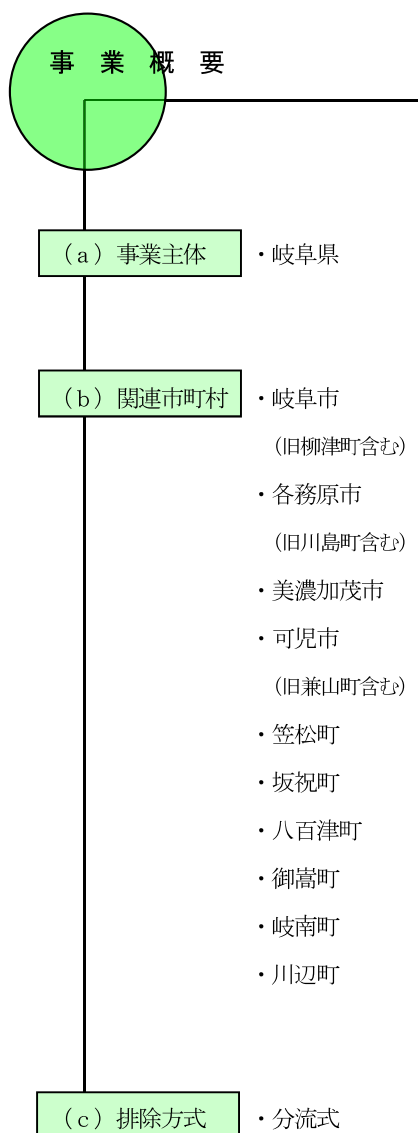 事 業 概 要
（a）事業主体 ・岐阜県
（b）関連市町村 ・岐阜市
（旧柳津町含む）
・各務原市
（旧川島町含む）
・美濃加茂市
・可児市
（旧兼山町含む）
・笠松町
・坂祝町
・八百津町
・御嵩町
・岐南町
・川辺町
（c）排除方式 ・分流式